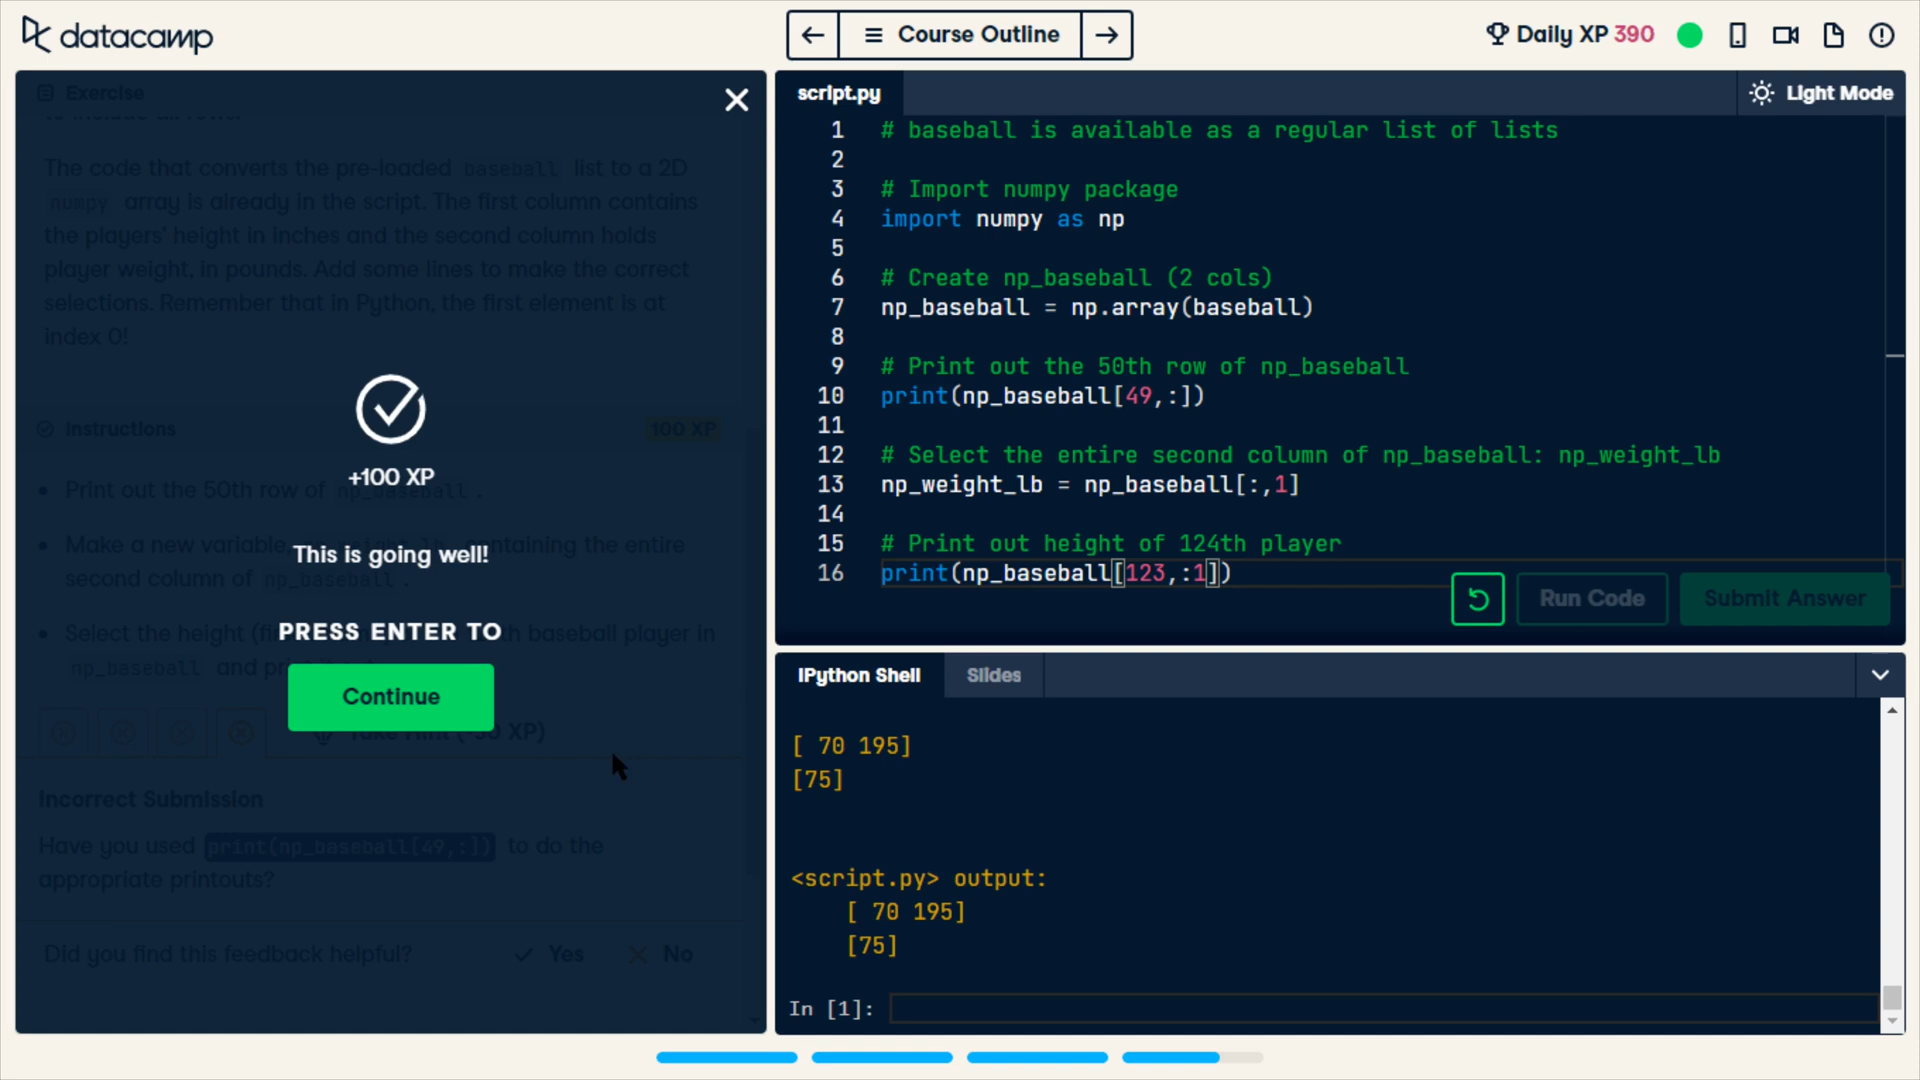 datacamp
Course Outline
Daily XP 390
Exercise
The code that converts the pre-loaded baseball list to a 2D
numpy array is already in the script. The first column contains
the players' height in inches and the second column holds
player weight, in pounds. Add some lines to make the correct
selections. Remember that in Python, the first element is at
index 0!
Instructions
100 XP
Print out the 50th row of np_baseball.
Make a new variable, containing the entire
second column of np_baseball.
Select the height baseball player in
np_baseball and
+100 XP
This is going well!
PRESS ENTER TO
Continue
Take Hint XP)
Incorrect Submission
Have you used print(np_baseball[49,:]) to do the
appropriate printouts?
Did you find this feedback helpful?
Yes
No
script.py
Light Mode
1 # baseball is available as a regular list of lists
2
3 # Import numpy package
4 import numpy as np
5
6 # Create np_baseball (2 cols)
7 np_baseball = np.array(baseball)
8
9 # Print out the 50th row of np_baseball
10 print(np_baseball[49,:])
11
12 # Select the entire second column of np_baseball: np_weight_lb
13 np_weight_lb = np_baseball[:,1]
14
15 # Print out height of 124th player
16 print(np_baseball[123,:1])
Run Code
Submit Answer
IPython Shell
Slides
[ 70 195]
[75]
<script.py> output:
[ 70 195]
[75]
In [1]: